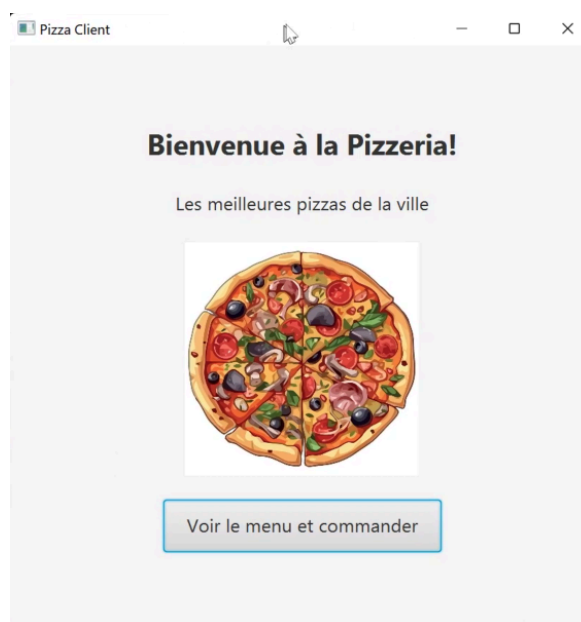 Pizza Client
Bienvenue à la Pizzeria!
Les meilleures pizzas de la ville
Voir le menu et commander